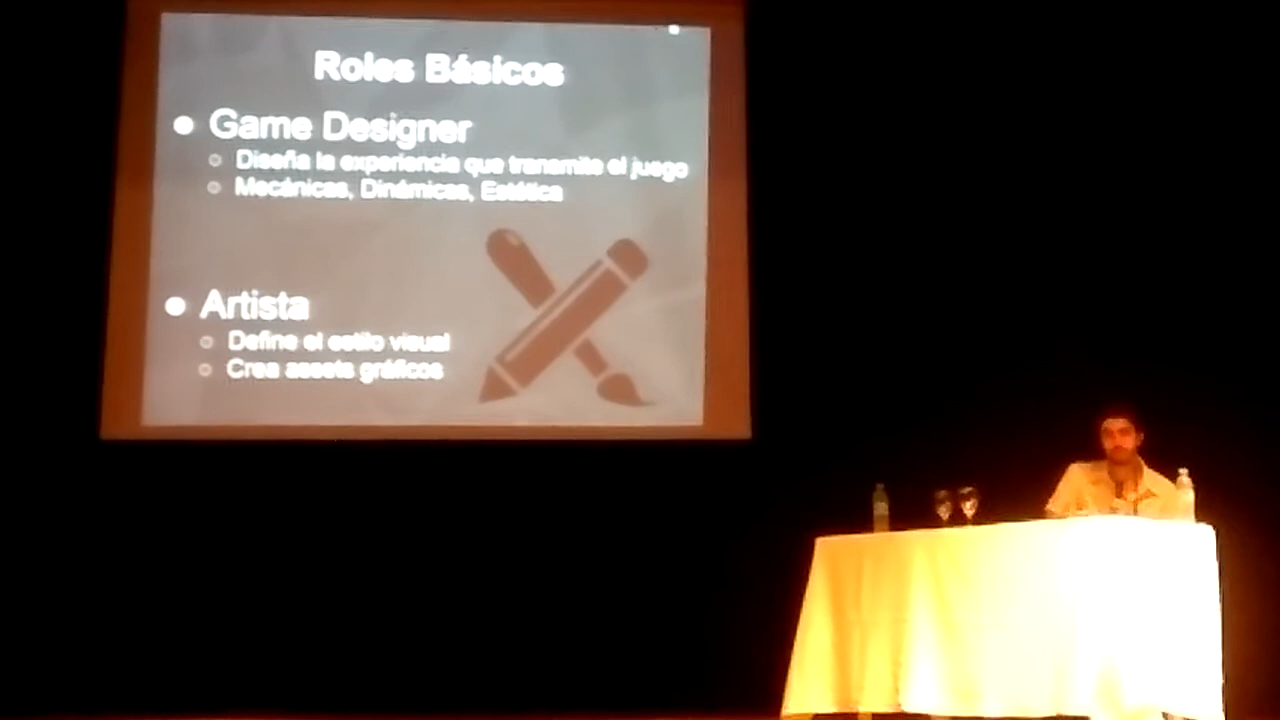 Roles Básicos
● Game Designer
○ Diseña la experiencia que transmite el juego
○ Mecánicas, Dinámicas, Estética
● Artista
○ Define el estilo visual
○ Crea assets gráficos